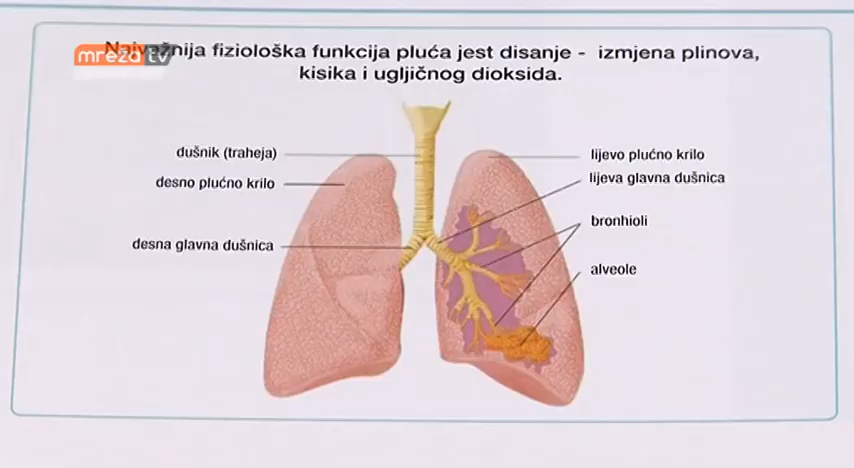 Najvažnija fiziološka funkcija pluća jest disanje - izmjena plinova,
kisika i ugljičnog dioksida.
mreža tv
dušnik (traheja)
desno plućno krilo
desna glavna dušnica
lijevo plućno krilo
lijeva glavna dušnica
bronhioli
alveole